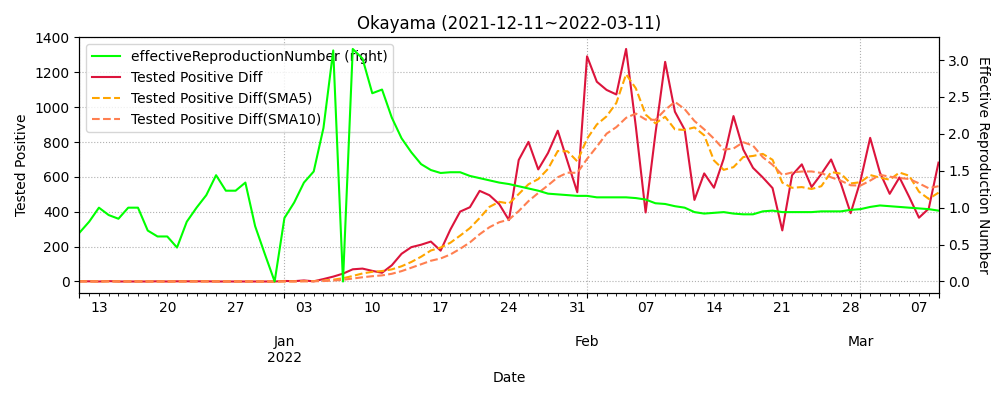 Okayama (2021-12-11~2022-03-11)
effectiveReproductionNumber (right)
Tested Positive Diff
Tested Positive Diff(SMA5)
Tested Positive Diff(SMA10)
Tested Positive
1400
1200
1000
800
600
400
200
0
3.0
2.5
2.0
1.5
1.0
0.5
0.0
Effective Reproduction Number
13 20 27 03 10 17 24 31 07 14 21 28 07
Jan Feb Mar
2022
Date